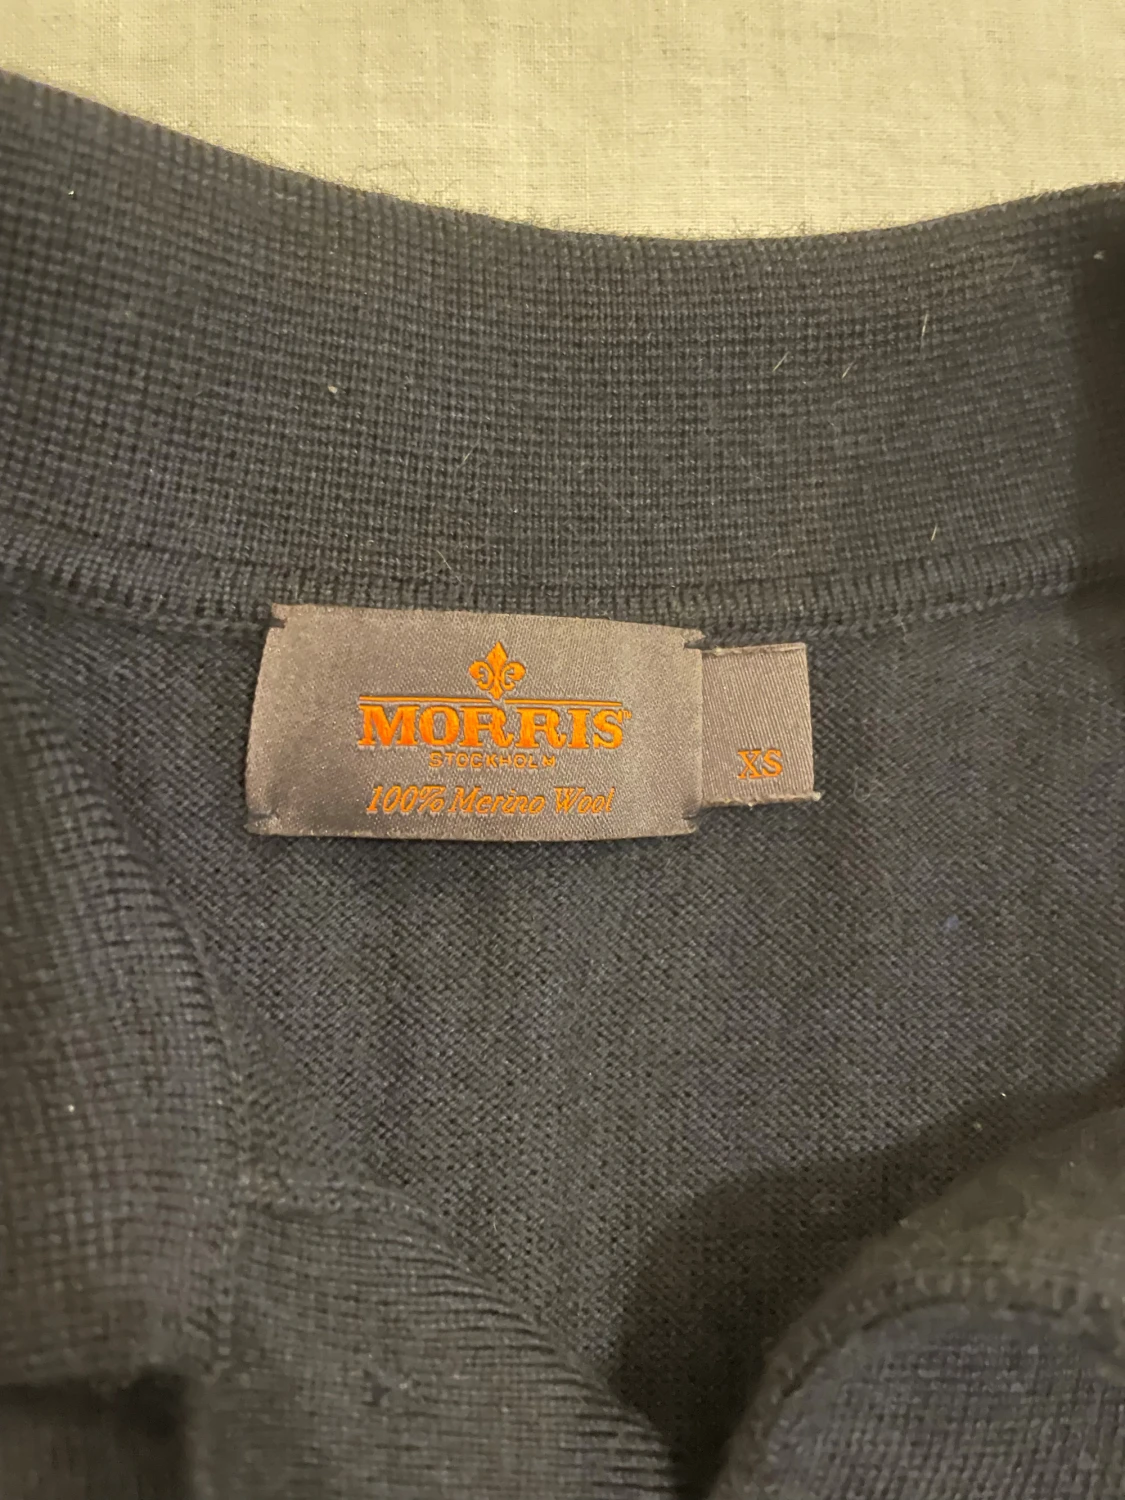 MORRIS
STOCKHOLM
100% Merino Wool
XS